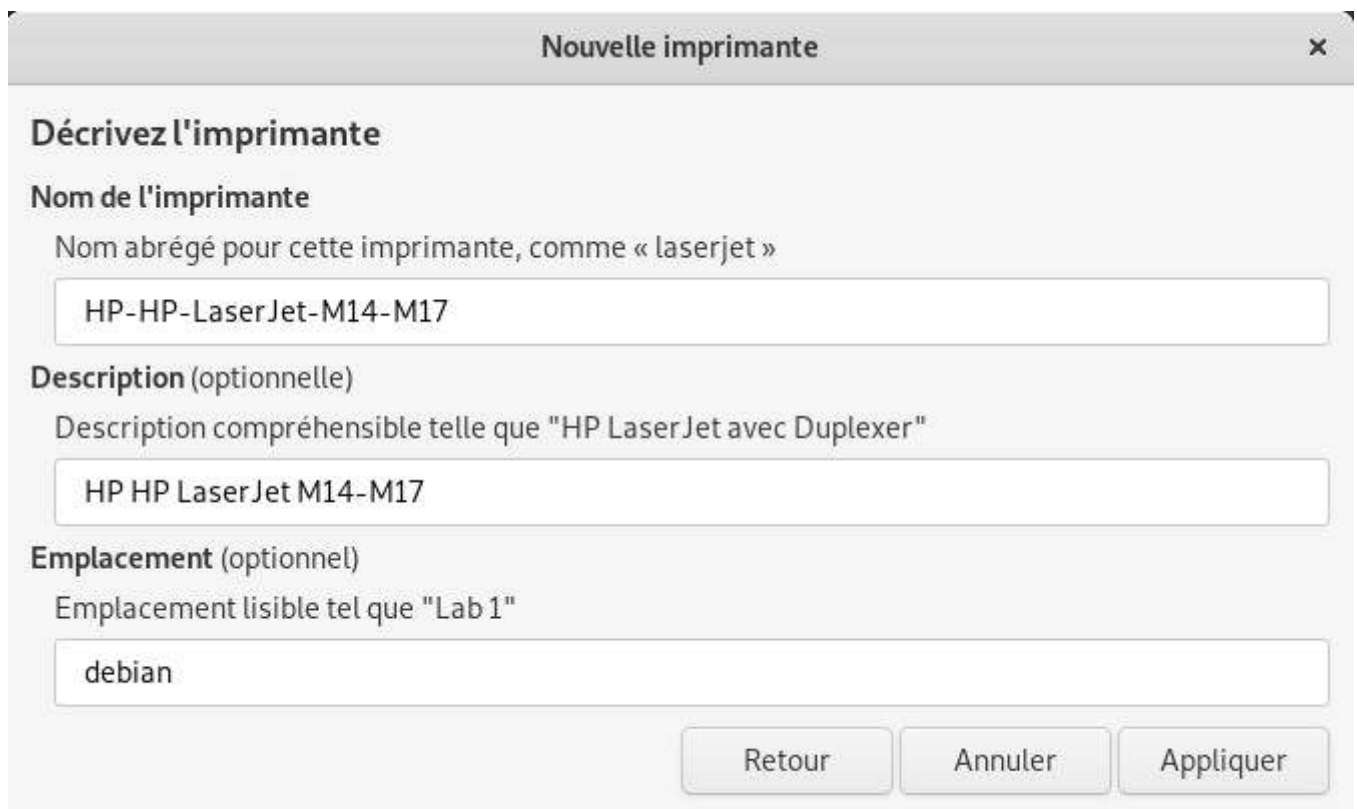 Nouvelle imprimante
Décrivez l'imprimante
Nom de l'imprimante
Nom abrégé pour cette imprimante, comme « laserjet »
HP-HP-LaserJet-M14-M17
Description (optionnelle)
Description compréhensible telle que "HP LaserJet avec Duplexer"
HP HP LaserJet M14-M17
Emplacement (optionnel)
Emplacement lisible tel que "Lab 1"
debian
Retour Annuler Appliquer